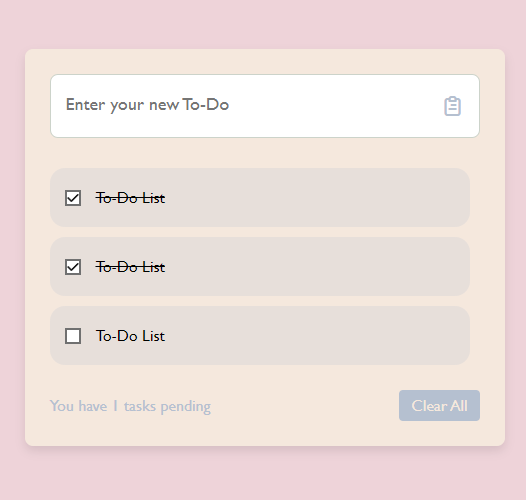 Enter your new To-Do
To-Do List
To-Do List
To-Do List
You have 1 tasks pending
Clear All